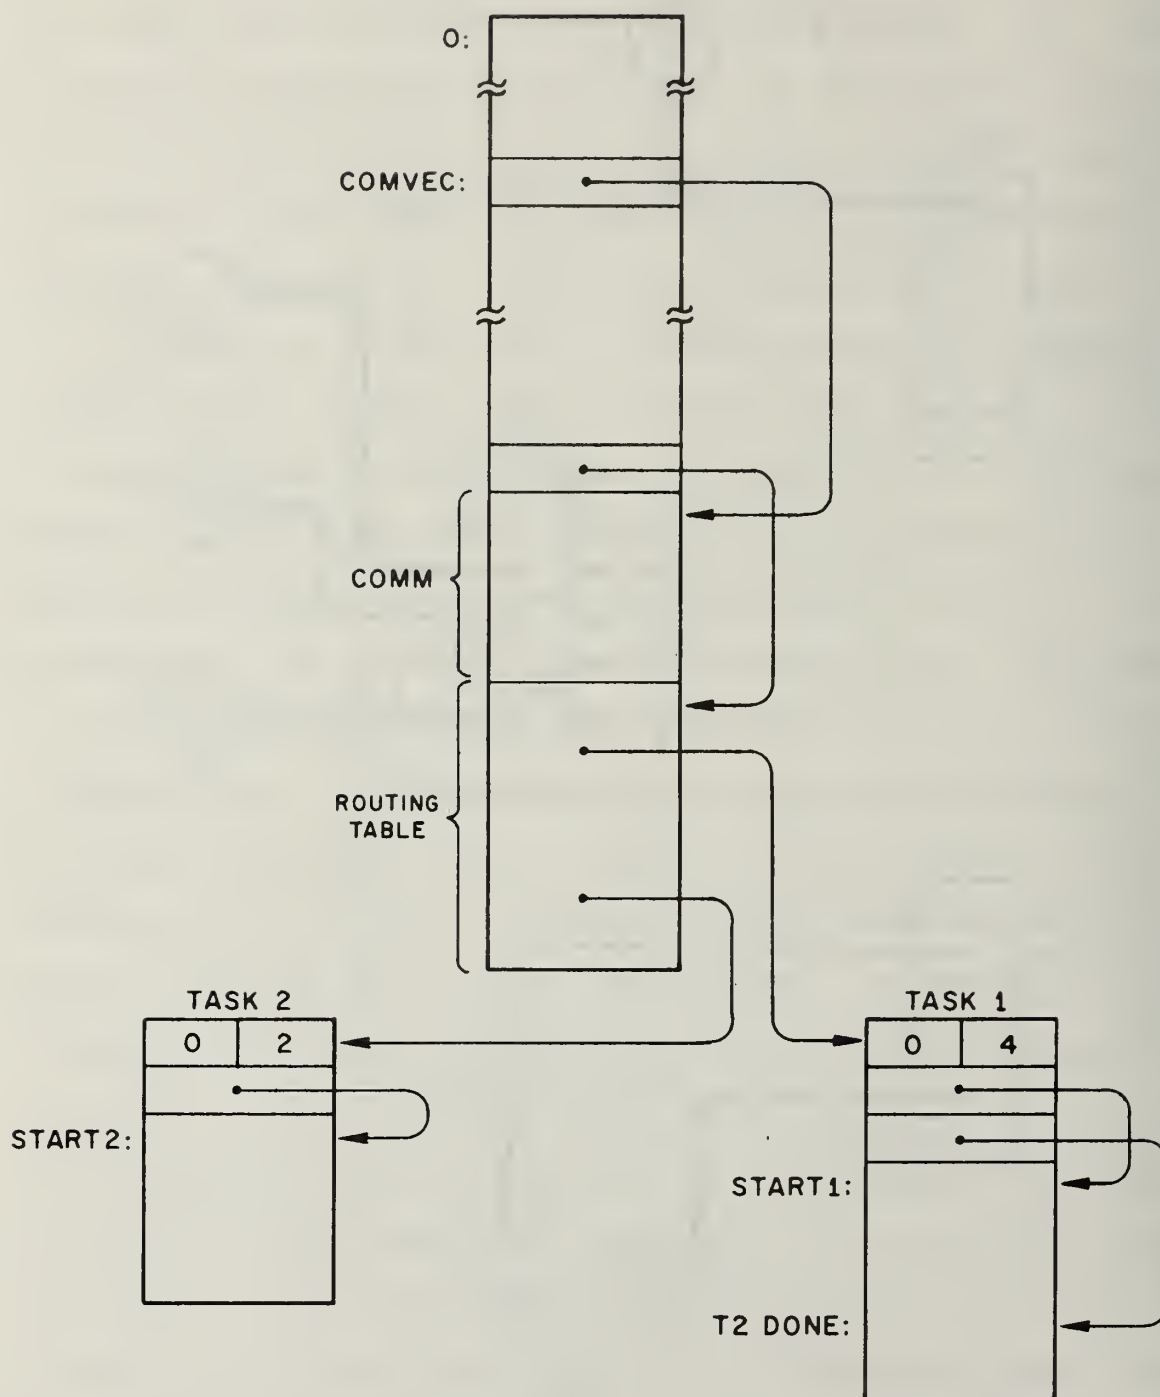 0:
COMVEC:
COMM
ROUTING
TABLE
TASK 2
0 2
START2:
TASK 1
0 4
START1:
T2 DONE: